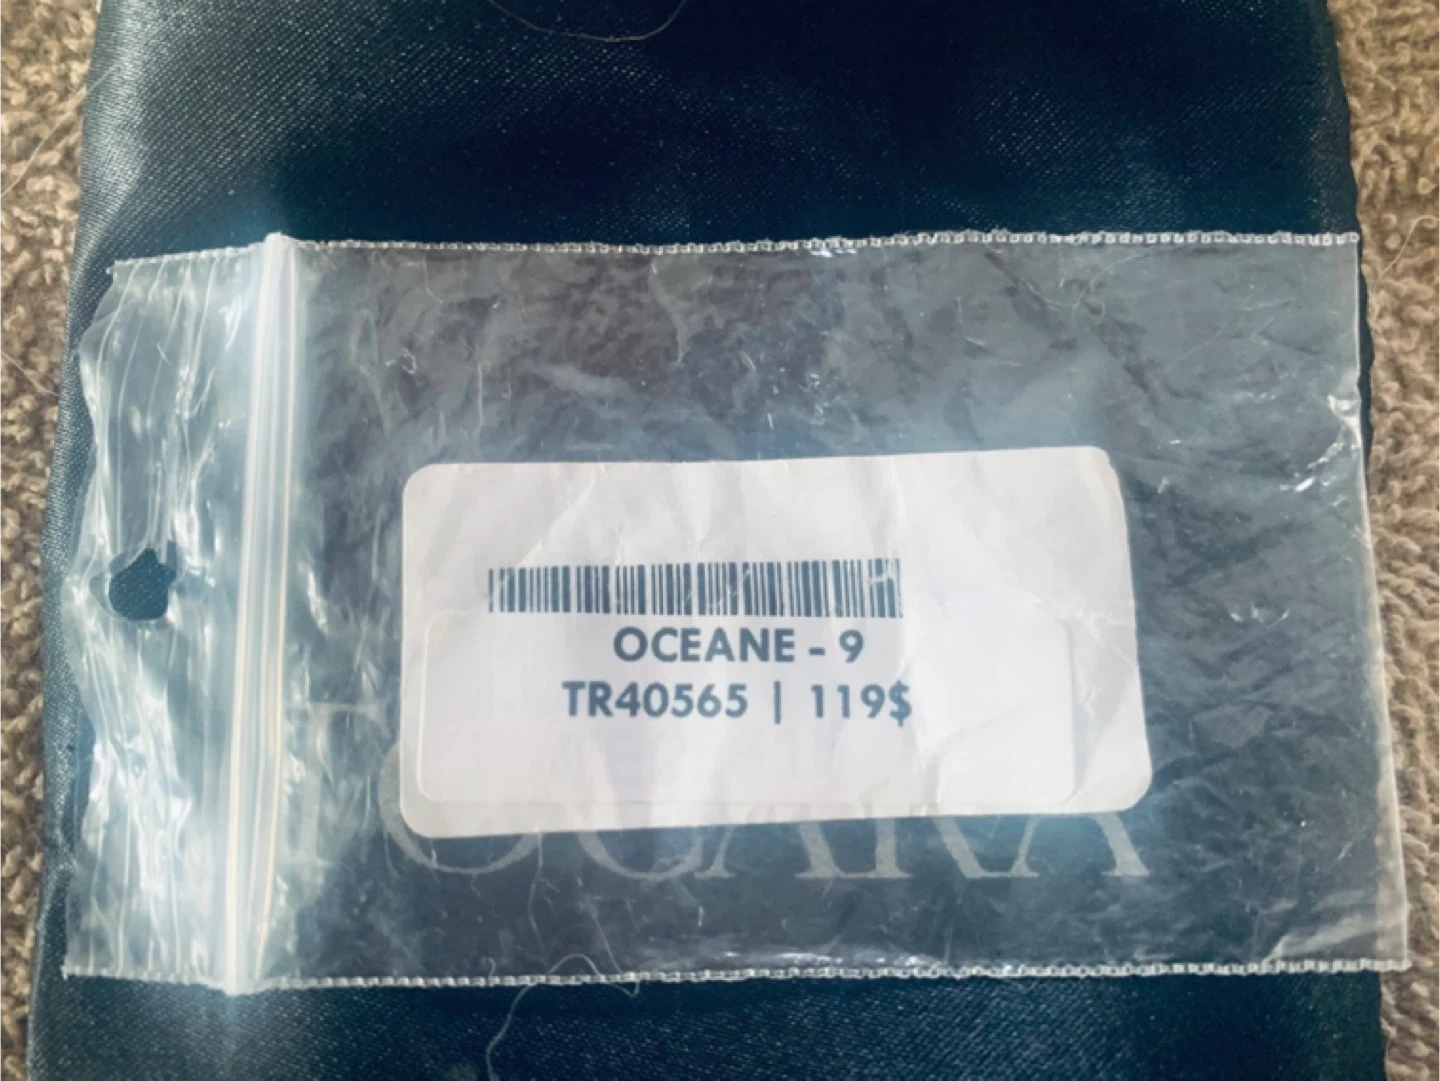 OCEANE - 9
TR40565 | 119$